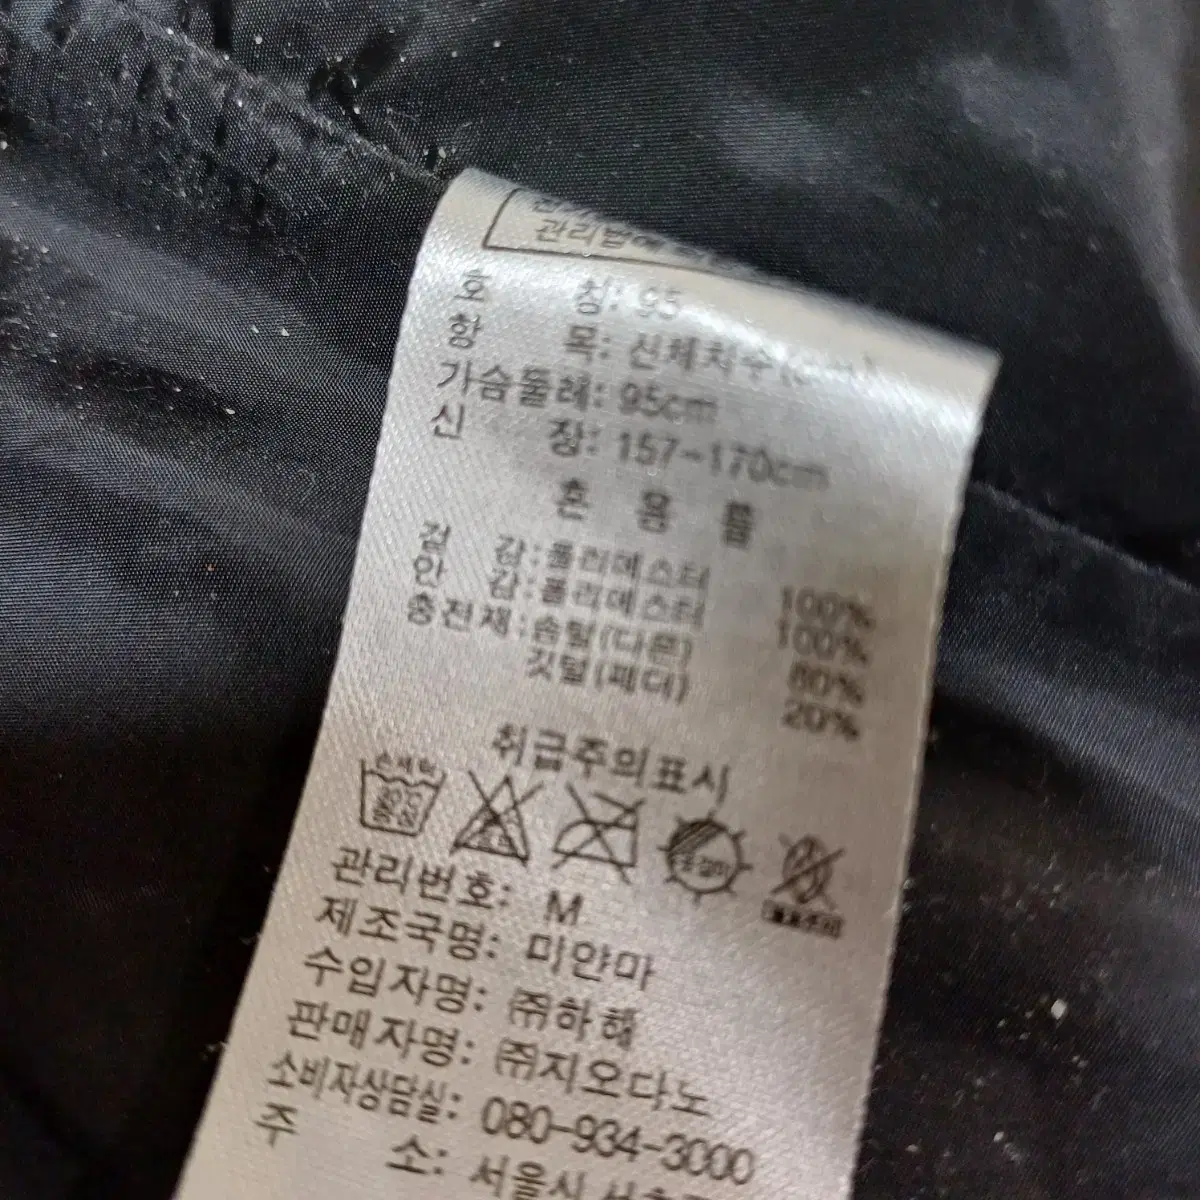 관리법
호 칭: 95
항 목: 신체치수
가슴둘레: 95cm
신 장: 157~170cm
혼 용 률
겉 감: 폴리에스터 100%
안 감: 폴리에스터 100%
충전재: 솜털(다운) 80%
깃털(페더) 20%
취급주의표시
손세탁
관리번호: M
제조국명: 미얀마
수입자명: ㈜하해
판매자명: ㈜지오다노
소비자상담실: 080-934-3000
주 소: 서울시